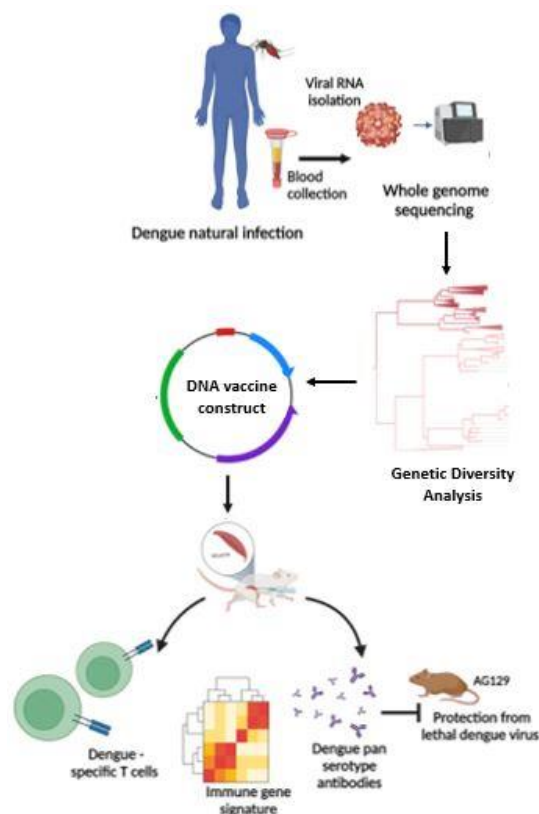 Viral RNA
isolation
Blood
collection
Whole genome
sequencing
Dengue natural infection
DNA vaccine
construct
Genetic Diversity
Analysis
Muscle
AG129
Protection from
lethal dengue virus
Dengue -
specific T cells
Dengue pan
serotype
antibodies
Immune gene
signature